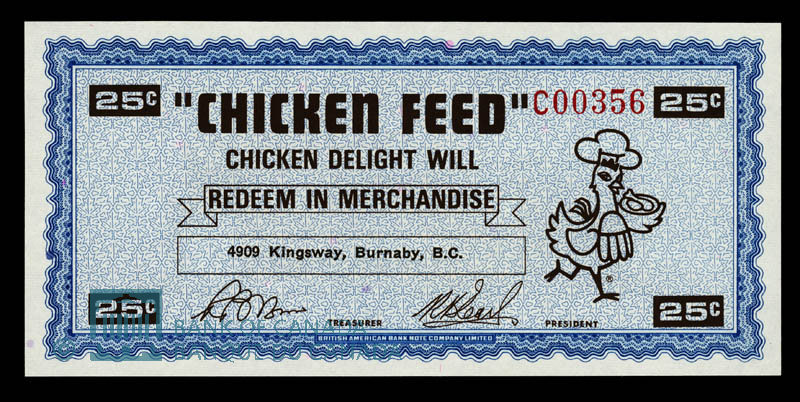 25¢ "CHICKEN FEED" C00356 25¢
CHICKEN DELIGHT WILL
REDEEM IN MERCHANDISE
4909 Kingsway, Burnaby, B.C.
®
25¢ TREASURER PRESIDENT 25¢
BANK OF CANADA
BRITISH AMERICAN BANK NOTE COMPANY LIMITED